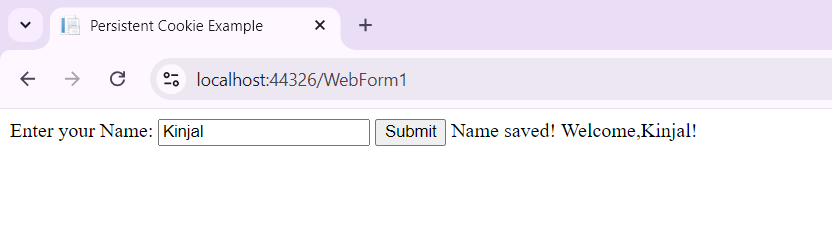 Persistent Cookie Example
localhost:44326/WebForm1
Enter your Name: Kinjal Submit Name saved! Welcome,Kinjal!